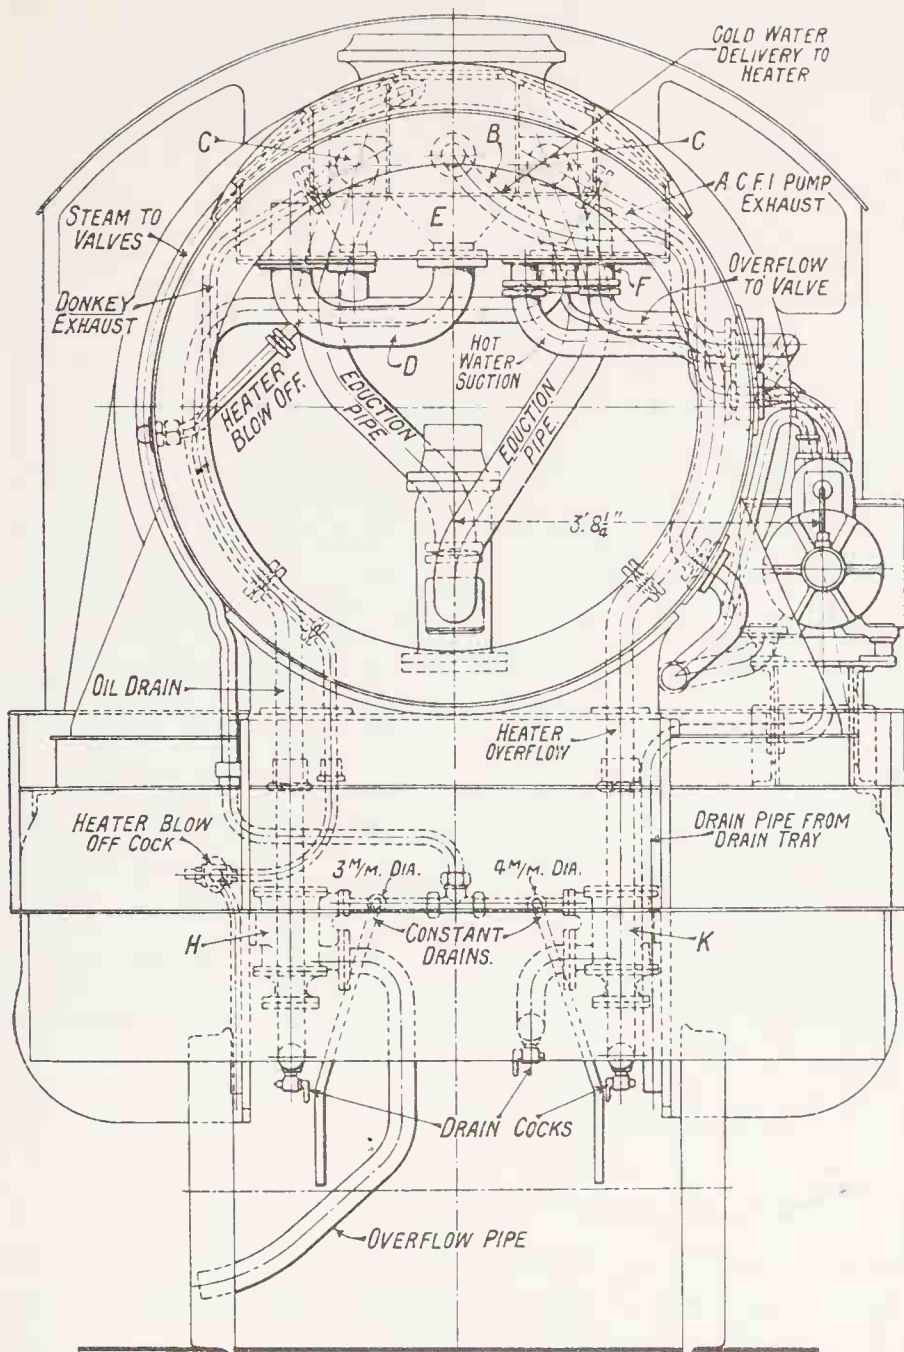 COLD WATER
DELIVERY TO
HEATER
C
B
C
A.C.F.I PUMP
EXHAUST
STEAM TO
VALVES
E
DONKEY
EXHAUST
F
OVERFLOW
TO VALVE
D
HOT
WATER
SUCTION
HEATER
BLOW OFF.
EDUCTION
PIPE
EDUCTION
PIPE.
3'.8¼"
OIL DRAIN
HEATER
OVERFLOW
HEATER BLOW
OFF COCK
DRAIN PIPE FROM
DRAIN TRAY
3 M/M. DIA.
4 M/M. DIA.
H
CONSTANT
DRAINS.
K
DRAIN COCKS
OVERFLOW PIPE